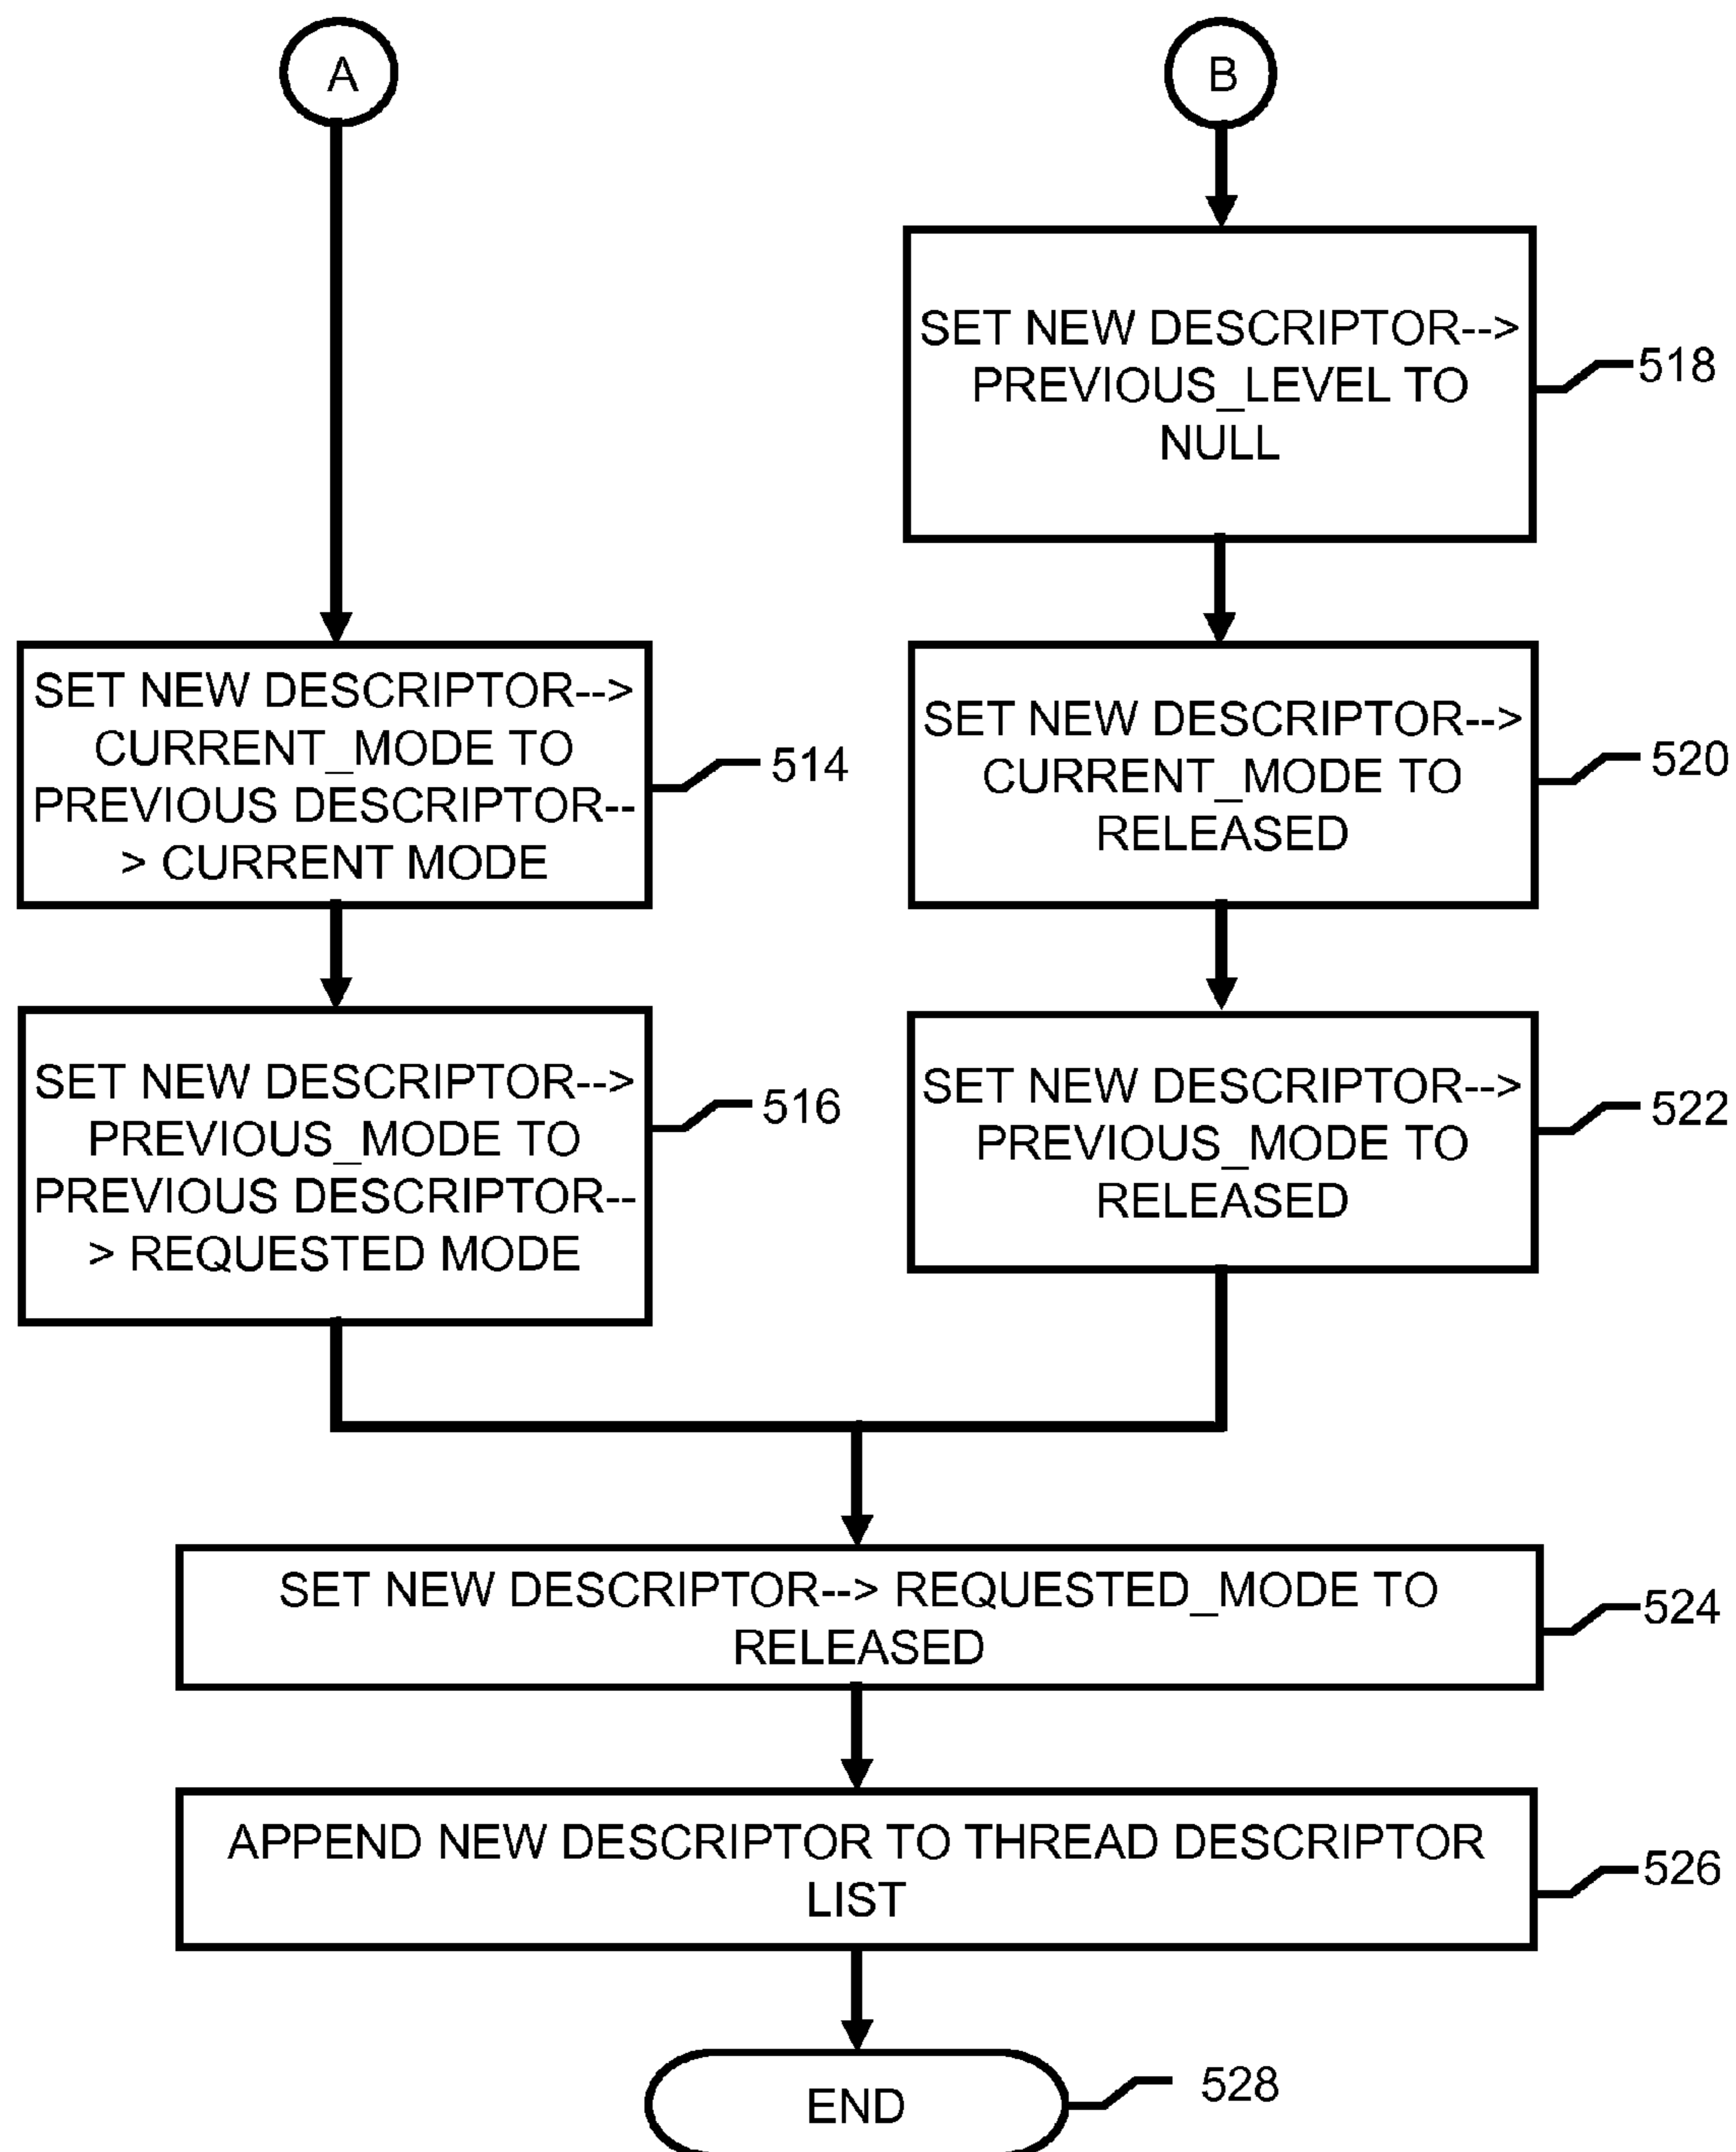 A
B
SET NEW DESCRIPTOR-->
PREVIOUS_LEVEL TO
NULL
518
SET NEW DESCRIPTOR-->
CURRENT_MODE TO
PREVIOUS DESCRIPTOR--
> CURRENT MODE
514
SET NEW DESCRIPTOR-->
CURRENT_MODE TO
RELEASED
520
SET NEW DESCRIPTOR-->
PREVIOUS_MODE TO
PREVIOUS DESCRIPTOR--
> REQUESTED MODE
516
SET NEW DESCRIPTOR-->
PREVIOUS_MODE TO
RELEASED
522
SET NEW DESCRIPTOR--> REQUESTED_MODE TO
RELEASED
524
APPEND NEW DESCRIPTOR TO THREAD DESCRIPTOR
LIST
526
END
528